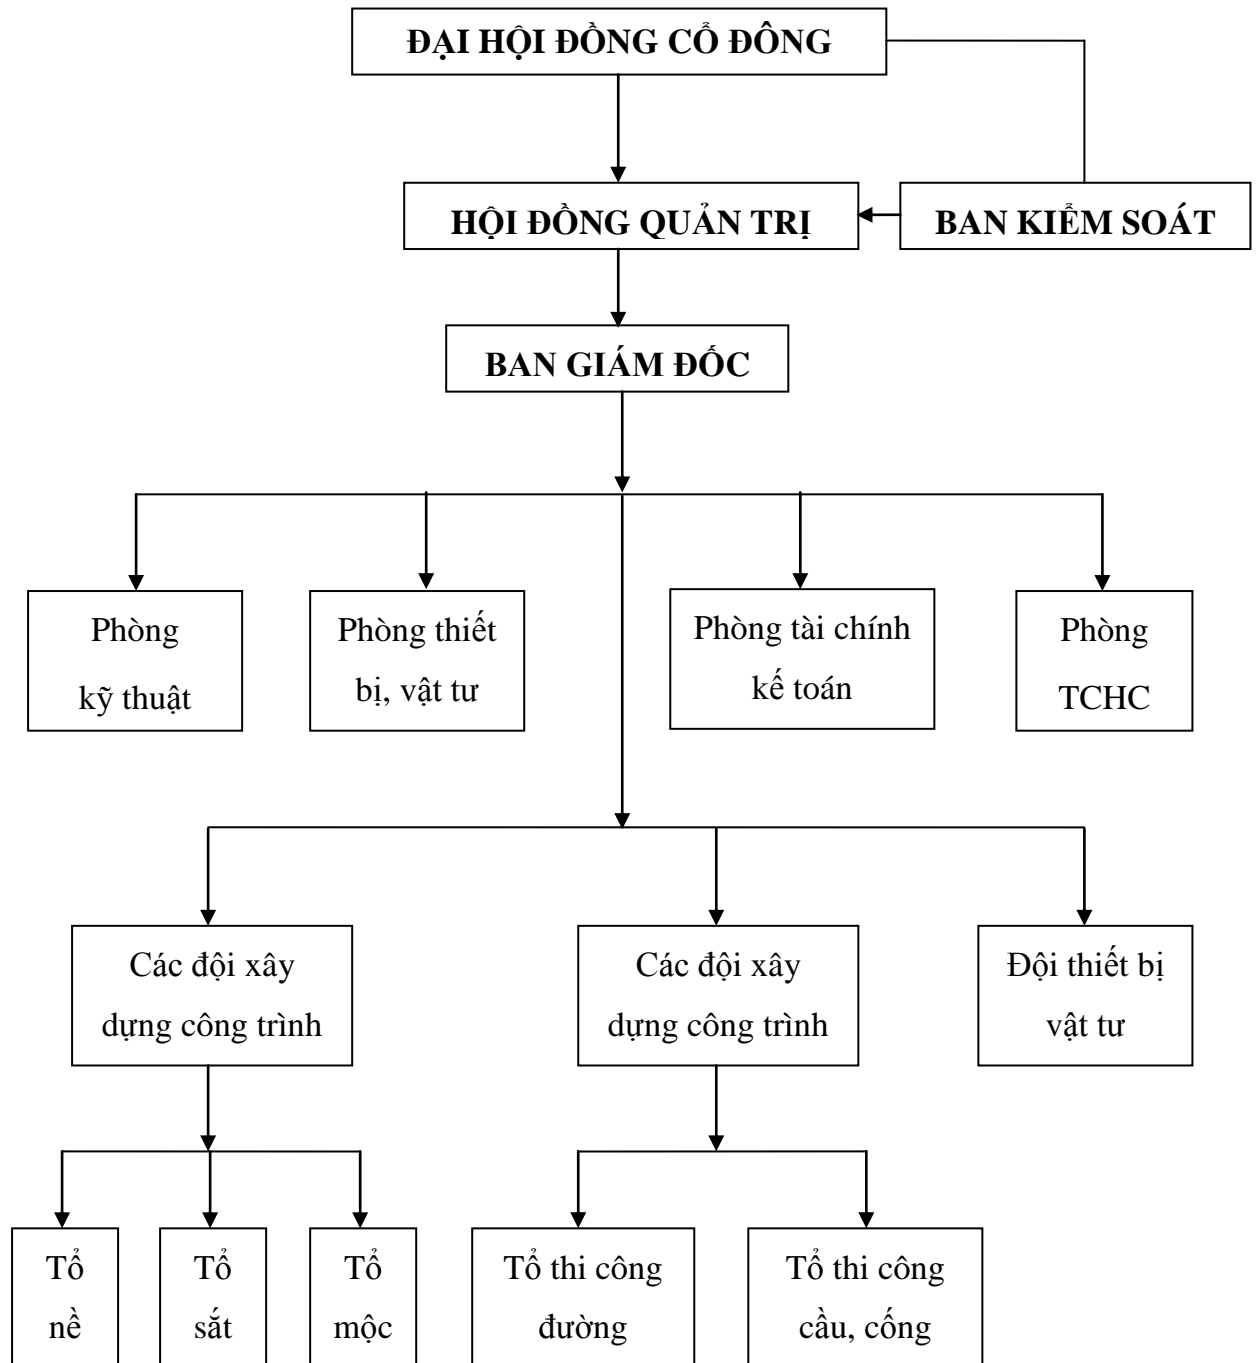 ĐẠI HỘI ĐỒNG CỔ ĐÔNG
HỘI ĐỒNG QUẢN TRỊ
BAN KIỂM SOÁT
BAN GIÁM ĐỐC
Phòng
kỹ thuật
Phòng thiết
bị, vật tư
Phòng tài chính
kế toán
Phòng
TCHC
Các đội xây
dựng công trình
Các đội xây
dựng công trình
Đội thiết bị
vật tư
Tổ
nề
Tổ
sắt
Tổ
mộc
Tổ thi công
đường
Tổ thi công
cầu, cống